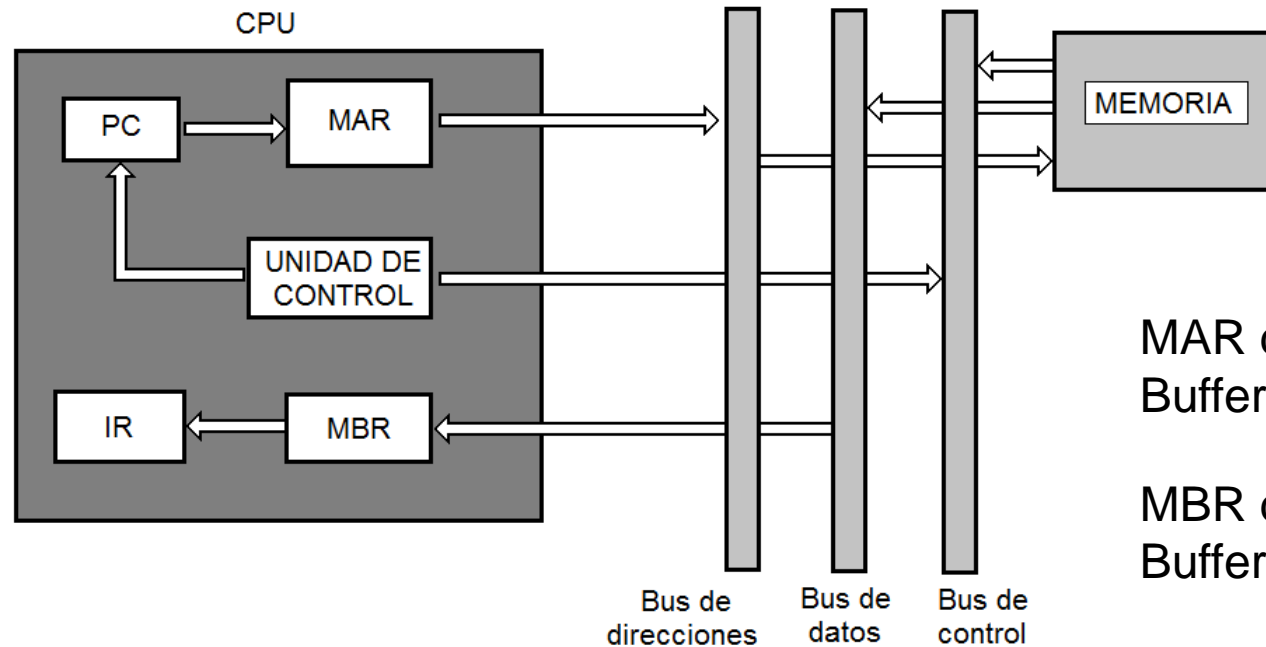 CPU
PC
MAR
MEMORIA
UNIDAD DE
CONTROL
IR
MBR
MAR
Buffer
MBR
Buffer
Bus de
direcciones
Bus de
datos
Bus de
control